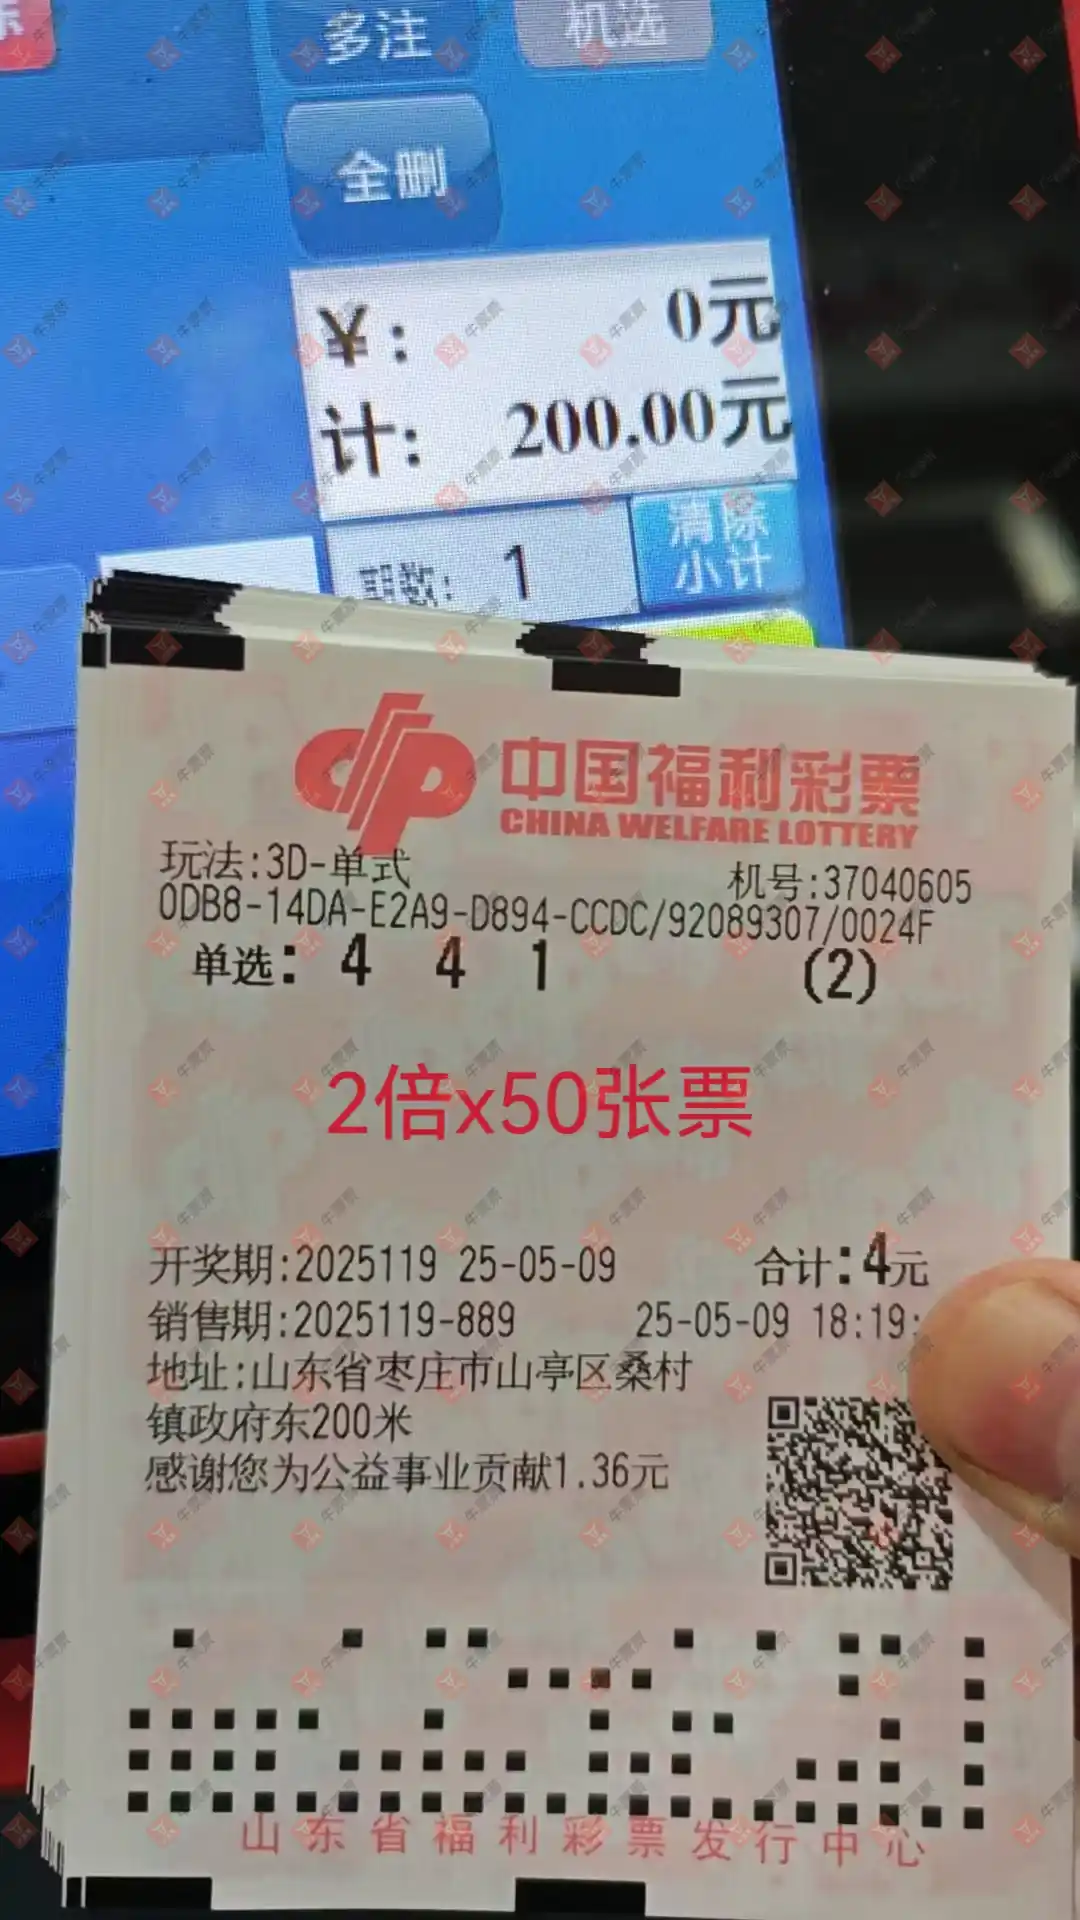 多注
机选
全删
¥: 0元
计: 200.00元
期数: 1
清除
小计
中国福利彩票
CHINA WELFARE LOTTERY
玩法:3D-单式
机号:37040605
0DB8-14DA-E2A9-D894-CCDC/92089307/0024F
单选: 4 4 1 (2)
2倍x50张票
开奖期:2025119 25-05-09 合计:4元
销售期:2025119-889 25-05-09 18:19:
地址:山东省枣庄市山亭区桑村
镇政府东200米
感谢您为公益事业贡献1.36元
山东省福利彩票发行中心
牛票票